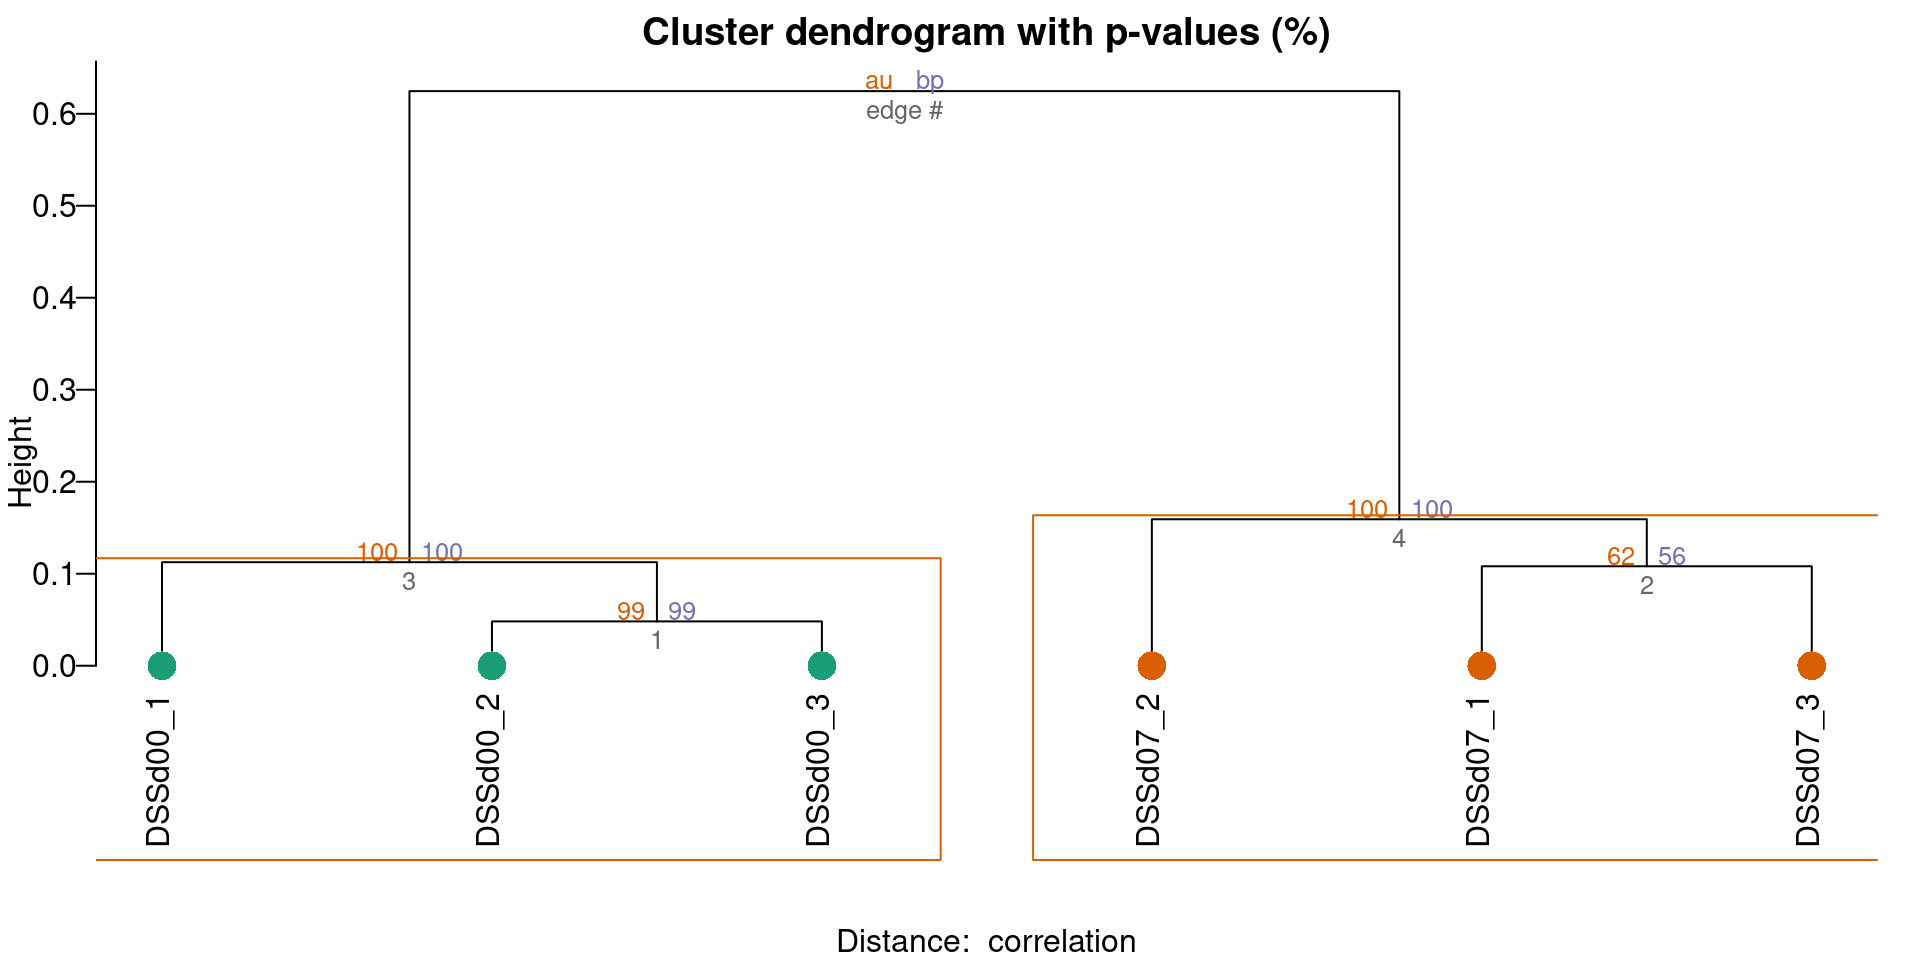 Cluster dendrogram with p-values (%)
au bp
edge #
0.6
0.5
0.4
0.3
0.2
0.1
0.0
Height
100 100
3
99 99
1
100 100
4
62 56
2
DSSd00_1
DSSd00_2
DSSd00_3
DSSd07_2
DSSd07_1
DSSd07_3
Distance: correlation